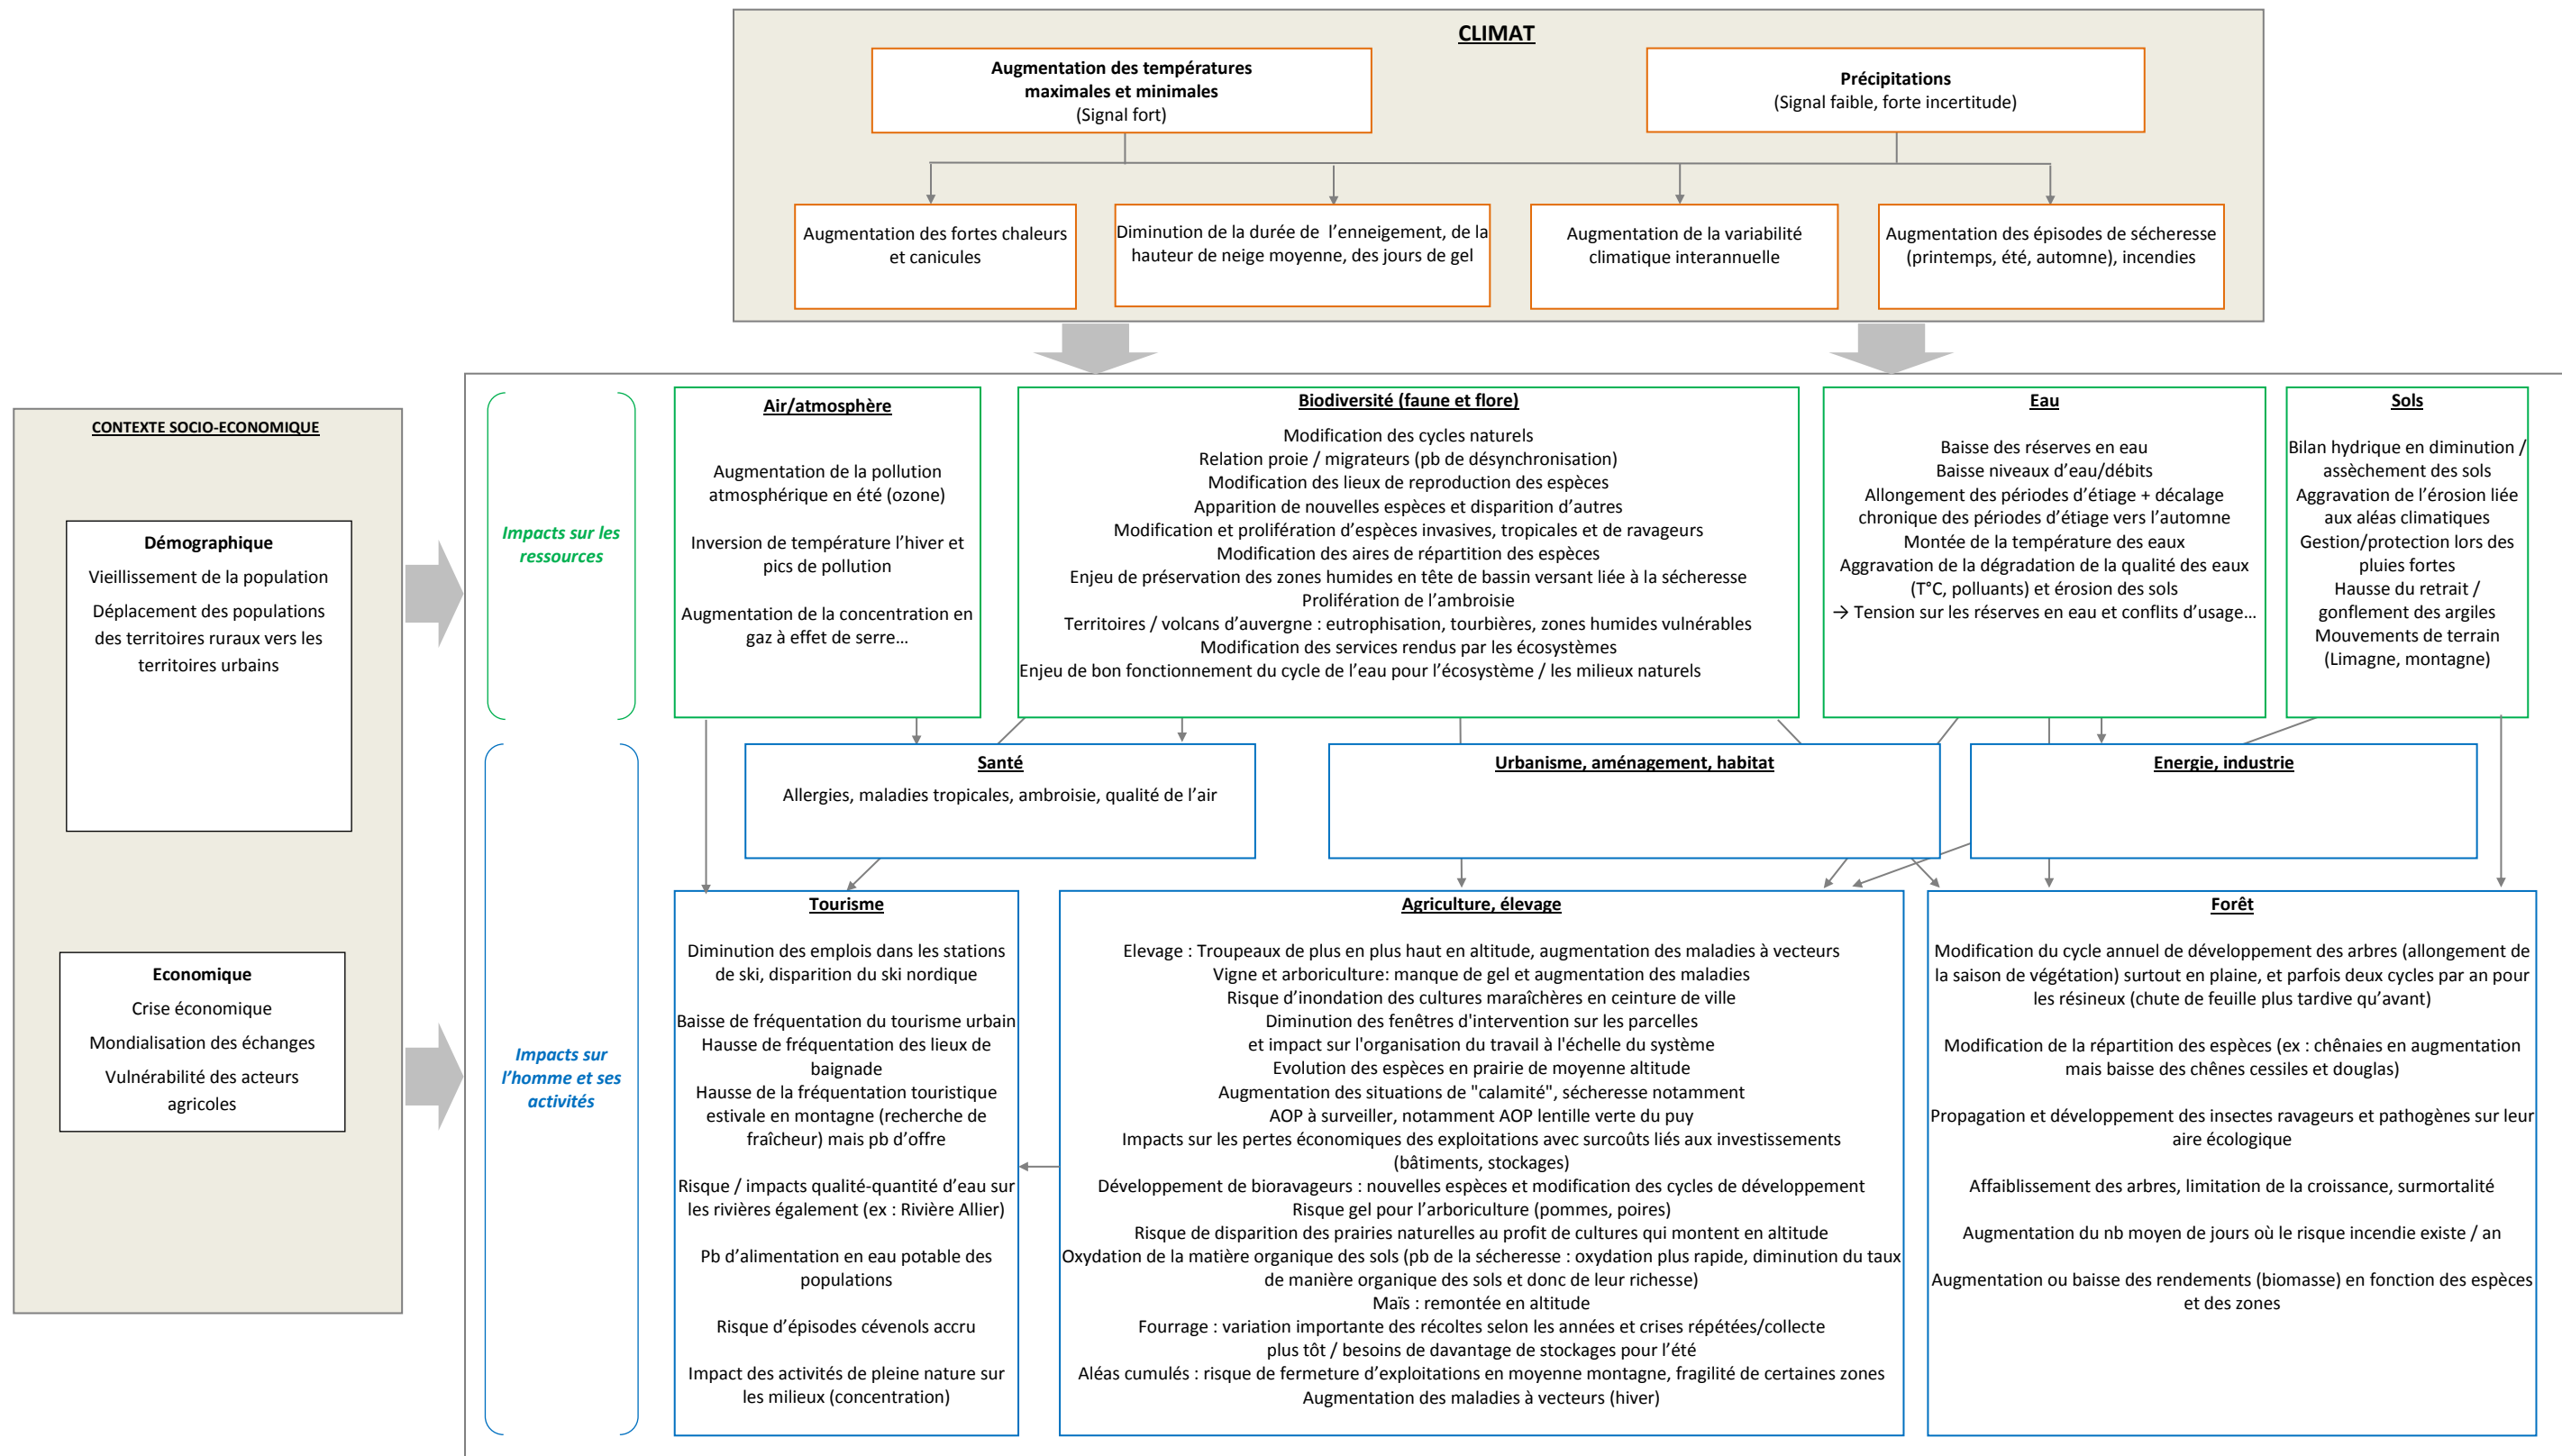 CLIMAT
Augmentation des températures
maximales et minimales
(Signal fort)
Précipitations
(Signal faible, forte incertitude)
Augmentation des fortes chaleurs
et canicules
Diminution de la durée de l’enneigement, de la
hauteur de neige moyenne, des jours de gel
Augmentation de la variabilité
climatique interannuelle
Augmentation des épisodes de sécheresse
(printemps, été, automne), incendies
CONTEXTE SOCIO-ECONOMIQUE
Démographique
Vieillissement de la population
Déplacement des populations
des territoires ruraux vers les
territoires urbains
Economique
Crise économique
Mondialisation des échanges
Vulnérabilité des acteurs
agricoles
Impacts sur les
ressources
Air/atmosphère
Augmentation de la pollution
atmosphérique en été (ozone)
Inversion de température l’hiver et
pics de pollution
Augmentation de la concentration en
gaz à effet de serre…
Biodiversité (faune et flore)
Modification des cycles naturels
Relation proie / migrateurs (pb de désynchronisation)
Modification des lieux de reproduction des espèces
Apparition de nouvelles espèces et disparition d’autres
Modification et prolifération d’espèces invasives, tropicales et de ravageurs
Modification des aires de répartition des espèces
Enjeu de préservation des zones humides en tête de bassin versant liée à la sécheresse
Prolifération de l’ambroisie
Territoires / volcans d’auvergne : eutrophisation, tourbières, zones humides vulnérables
Modification des services rendus par les écosystèmes
Enjeu de bon fonctionnement du cycle de l’eau pour l’écosystème / les milieux naturels
Eau
Baisse des réserves en eau
Baisse niveaux d’eau/débits
Allongement des périodes d’étiage + décalage
chronique des périodes d’étiage vers l’automne
Montée de la température des eaux
Aggravation de la dégradation de la qualité des eaux
(T°C, polluants) et érosion des sols
→ Tension sur les réserves en eau et conflits d’usage…
Sols
Bilan hydrique en diminution /
assèchement des sols
Aggravation de l’érosion liée
aux aléas climatiques
Gestion/protection lors des
pluies fortes
Hausse du retrait /
gonflement des argiles
Mouvements de terrain
(Limagne, montagne)
Impacts sur
l’homme et ses
activités
Santé
Allergies, maladies tropicales, ambroisie, qualité de l’air
Urbanisme, aménagement, habitat
Energie, industrie
Tourisme
Diminution des emplois dans les stations
de ski, disparition du ski nordique
Baisse de fréquentation du tourisme urbain
Hausse de fréquentation des lieux de
baignade
Hausse de la fréquentation touristique
estivale en montagne (recherche de
fraîcheur) mais pb d’offre
Risque / impacts qualité-quantité d’eau sur
les rivières également (ex : Rivière Allier)
Pb d’alimentation en eau potable des
populations
Risque d’épisodes cévenols accru
Impact des activités de pleine nature sur
les milieux (concentration)
Agriculture, élevage
Elevage : Troupeaux de plus en plus haut en altitude, augmentation des maladies à vecteurs
Vigne et arboriculture: manque de gel et augmentation des maladies
Risque d’inondation des cultures maraîchères en ceinture de ville
Diminution des fenêtres d'intervention sur les parcelles
et impact sur l'organisation du travail à l'échelle du système
Evolution des espèces en prairie de moyenne altitude
Augmentation des situations de "calamité", sécheresse notamment
AOP à surveiller, notamment AOP lentille verte du puy
Impacts sur les pertes économiques des exploitations avec surcoûts liés aux investissements
(bâtiments, stockages)
Développement de bioravageurs : nouvelles espèces et modification des cycles de développement
Risque gel pour l’arboriculture (pommes, poires)
Risque de disparition des prairies naturelles au profit de cultures qui montent en altitude
Oxydation de la matière organique des sols (pb de la sécheresse : oxydation plus rapide, diminution du taux
de manière organique des sols et donc de leur richesse)
Maïs : remontée en altitude
Fourrage : variation importante des récoltes selon les années et crises répétées/collecte
plus tôt / besoins de davantage de stockages pour l’été
Aléas cumulés : risque de fermeture d’exploitations en moyenne montagne, fragilité de certaines zones
Augmentation des maladies à vecteurs (hiver)
Forêt
Modification du cycle annuel de développement des arbres (allongement de
la saison de végétation) surtout en plaine, et parfois deux cycles par an pour
les résineux (chute de feuille plus tardive qu’avant)
Modification de la répartition des espèces (ex : chênaies en augmentation
mais baisse des chênes cessiles et douglas)
Propagation et développement des insectes ravageurs et pathogènes sur leur
aire écologique
Affaiblissement des arbres, limitation de la croissance, surmortalité
Augmentation du nb moyen de jours où le risque incendie existe / an
Augmentation ou baisse des rendements (biomasse) en fonction des espèces
et des zones